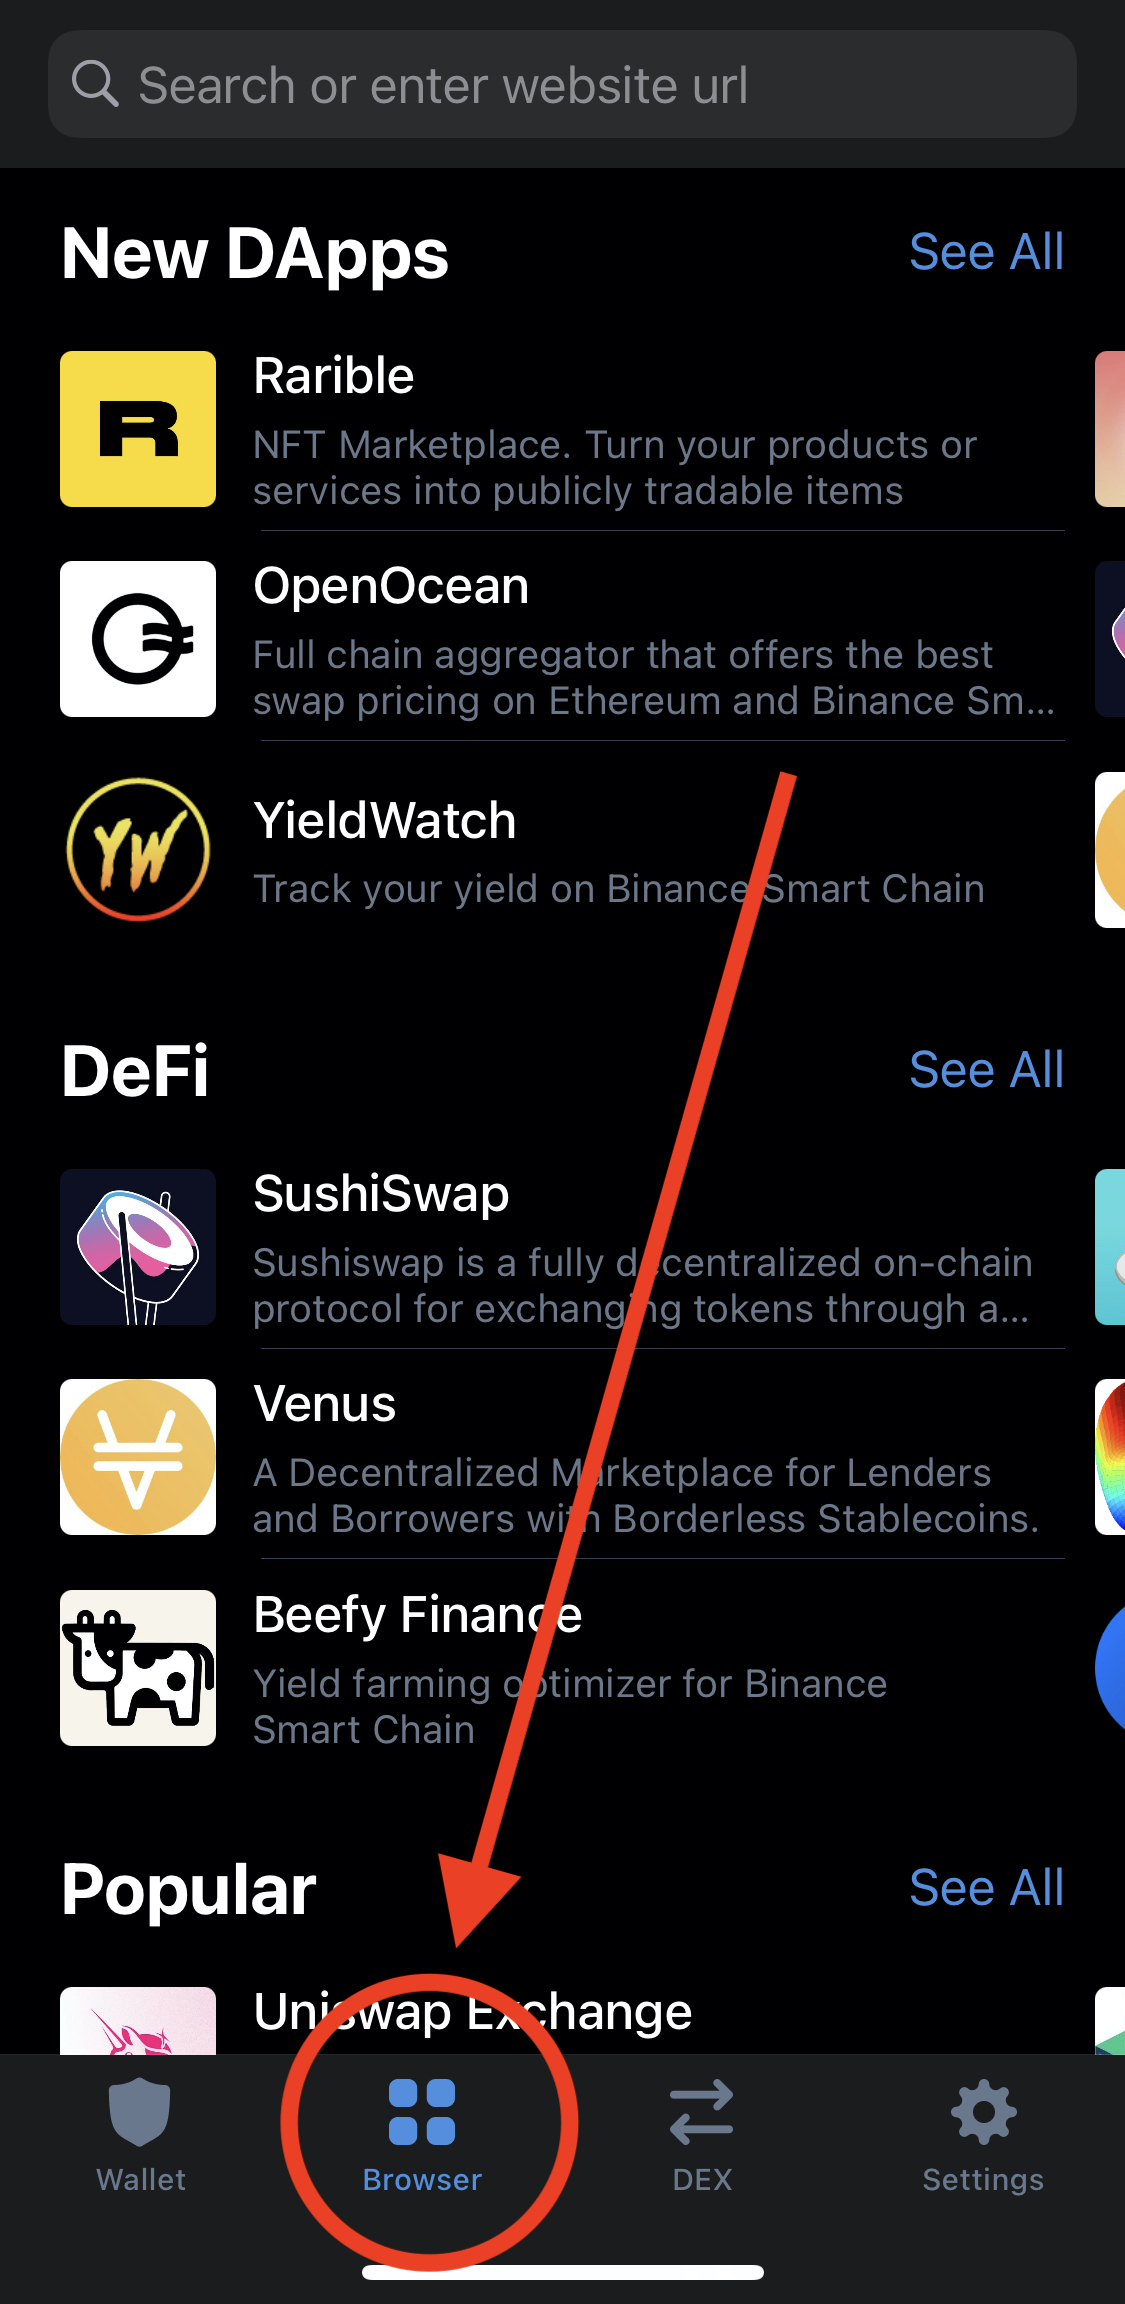 Search or enter website url
New DApps
See All
R
Rarible
NFT Marketplace. Turn your products or
services into publicly tradable items
OpenOcean
Full chain aggregator that offers the best
swap pricing on Ethereum and Binance Sm...
YW
YieldWatch
Track your yield on Binance Smart Chain
DeFi
See All
SushiSwap
Sushiswap is a fully decentralized on-chain
protocol for exchanging tokens through a...
Venus
A Decentralized Marketplace for Lenders
and Borrowers with Borderless Stablecoins.
Beefy Finance
Yield farming optimizer for Binance
Smart Chain
Popular
See All
Uniswap Exchange
Wallet
Browser
DEX
Settings